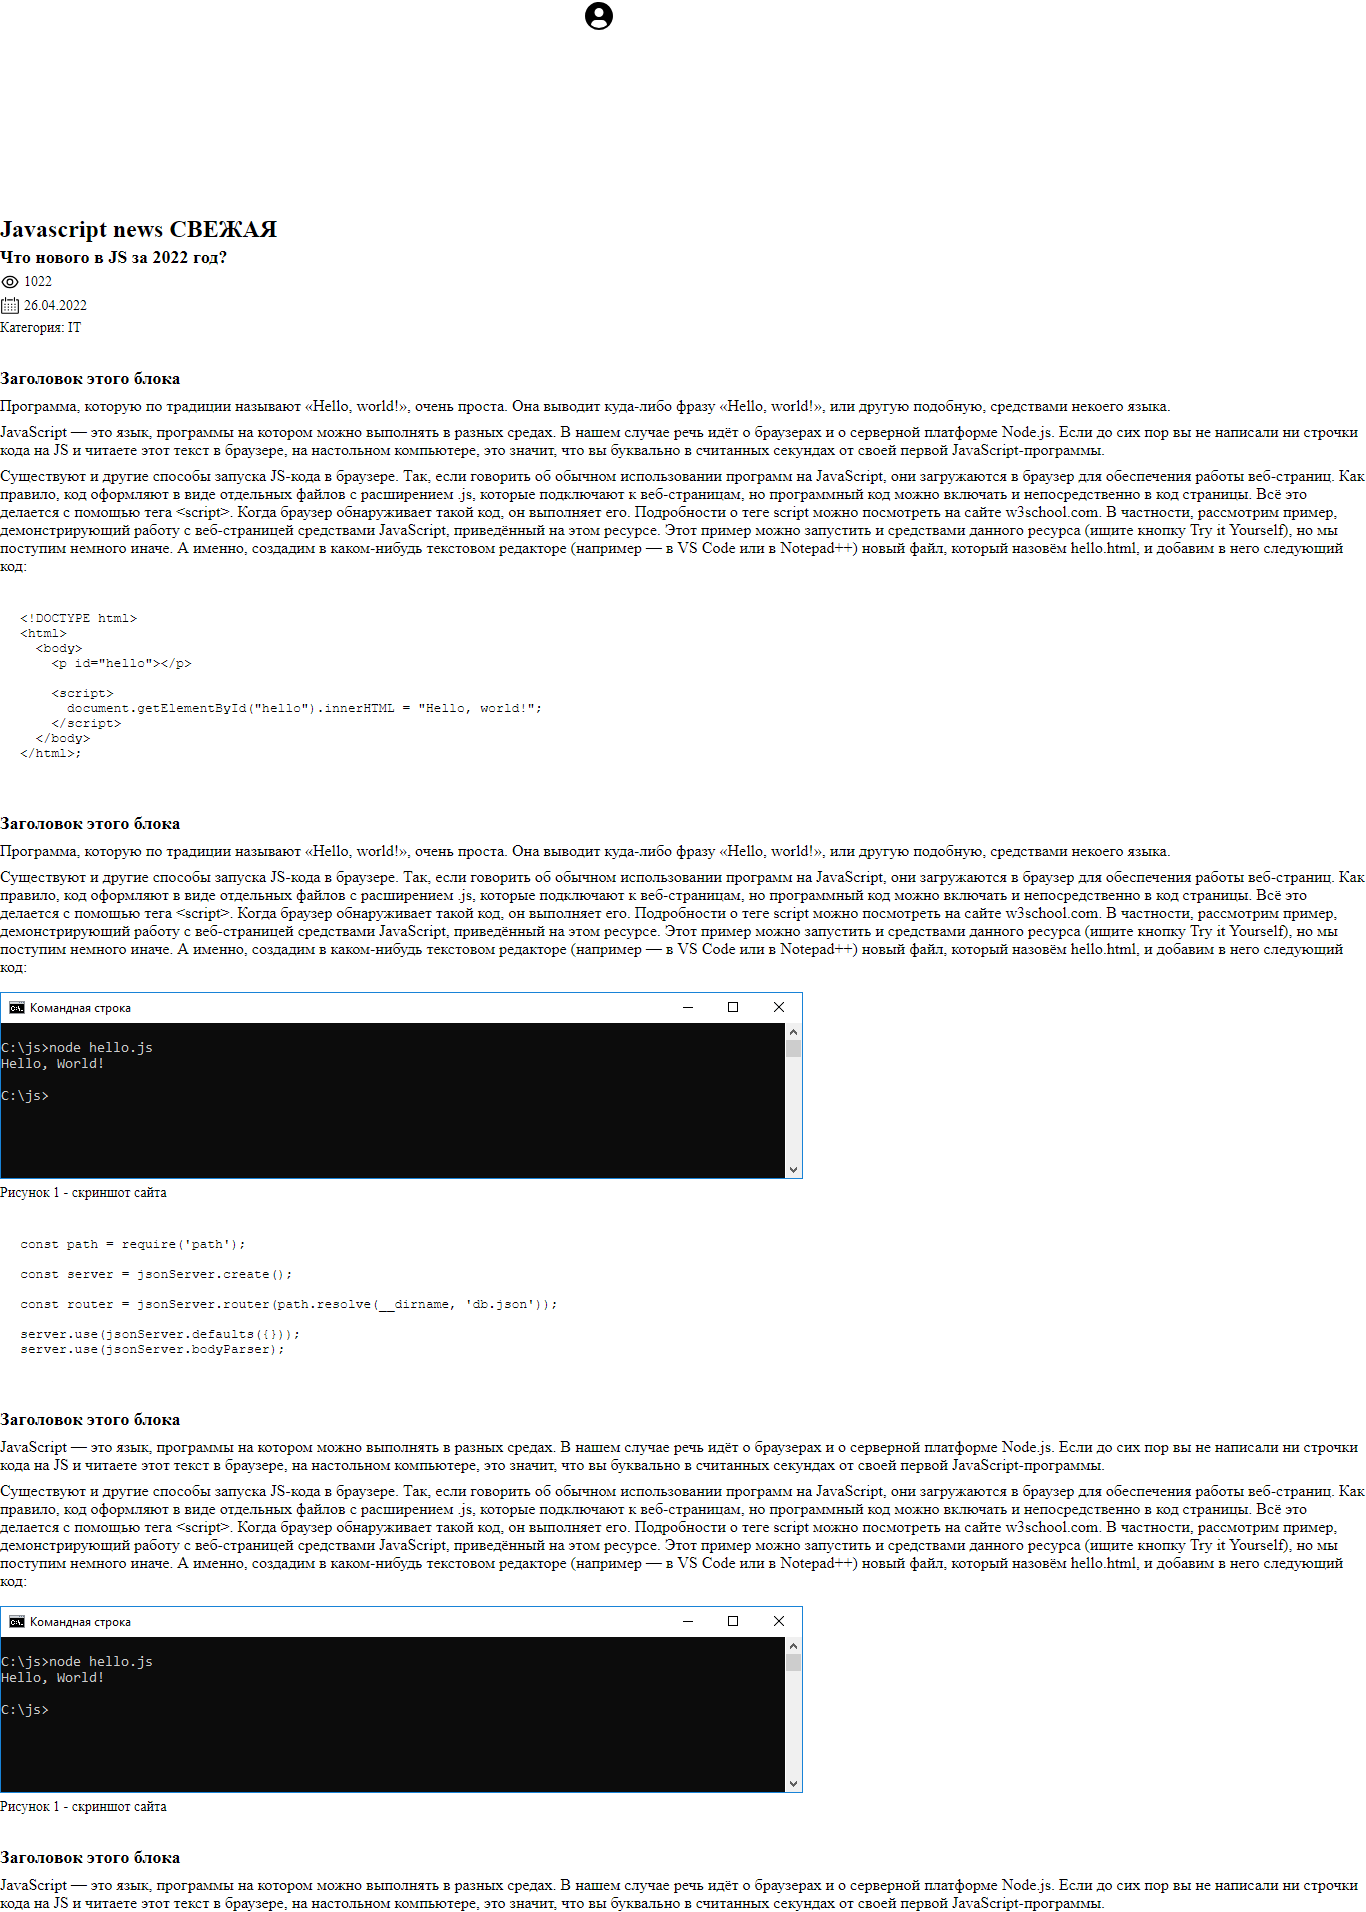 Javascript news СВЕЖАЯ
Что нового в JS за 2022 год?
1022
26.04.2022
Категория: IT
Заголовок этого блока
Программа, которую по традиции называют «Hello, world!», очень проста. Она выводит куда-либо фразу «Hello, world!», или другую подобную, средствами некоего языка.
JavaScript — это язык, программы на котором можно выполнять в разных средах. В нашем случае речь идёт о браузерах и о серверной платформе Node.js. Если до сих пор вы не написали ни строчки
кода на JS и читаете этот текст в браузере, на настольном компьютере, это значит, что вы буквально в считанных секундах от своей первой JavaScript-программы.
Существуют и другие способы запуска JS-кода в браузере. Так, если говорить об обычном использовании программ на JavaScript, они загружаются в браузер для обеспечения работы веб-страниц. Как
правило, код оформляют в виде отдельных файлов с расширением .js, которые подключают к веб-страницам, но программный код можно включать и непосредственно в код страницы. Всё это
делается с помощью тега <script>. Когда браузер обнаруживает такой код, он выполняет его. Подробности о теге script можно посмотреть на сайте w3school.com. В частности, рассмотрим пример,
демонстрирующий работу с веб-страницей средствами JavaScript, приведённый на этом ресурсе. Этот пример можно запустить и средствами данного ресурса (ищите кнопку Try it Yourself), но мы
поступим немного иначе. А именно, создадим в каком-нибудь текстовом редакторе (например — в VS Code или в Notepad++) новый файл, который назовём hello.html, и добавим в него следующий
код:
<!DOCTYPE html>
<html>
<body>
<p id="hello"></p>
<script>
document.getElementById("hello").innerHTML = "Hello, world!";
</script>
</body>
</html>;
Заголовок этого блока
Программа, которую по традиции называют «Hello, world!», очень проста. Она выводит куда-либо фразу «Hello, world!», или другую подобную, средствами некоего языка.
Существуют и другие способы запуска JS-кода в браузере. Так, если говорить об обычном использовании программ на JavaScript, они загружаются в браузер для обеспечения работы веб-страниц. Как
правило, код оформляют в виде отдельных файлов с расширением .js, которые подключают к веб-страницам, но программный код можно включать и непосредственно в код страницы. Всё это
делается с помощью тега <script>. Когда браузер обнаруживает такой код, он выполняет его. Подробности о теге script можно посмотреть на сайте w3school.com. В частности, рассмотрим пример,
демонстрирующий работу с веб-страницей средствами JavaScript, приведённый на этом ресурсе. Этот пример можно запустить и средствами данного ресурса (ищите кнопку Try it Yourself), но мы
поступим немного иначе. А именно, создадим в каком-нибудь текстовом редакторе (например — в VS Code или в Notepad++) новый файл, который назовём hello.html, и добавим в него следующий
код:
Командная строка
C:\js>node hello.js
Hello, World!
C:\js>
Рисунок 1 - скриншот сайта
const path = require('path');
const server = jsonServer.create();
const router = jsonServer.router(path.resolve(__dirname, 'db.json'));
server.use(jsonServer.defaults({}));
server.use(jsonServer.bodyParser);
Заголовок этого блока
JavaScript — это язык, программы на котором можно выполнять в разных средах. В нашем случае речь идёт о браузерах и о серверной платформе Node.js. Если до сих пор вы не написали ни строчки
кода на JS и читаете этот текст в браузере, на настольном компьютере, это значит, что вы буквально в считанных секундах от своей первой JavaScript-программы.
Существуют и другие способы запуска JS-кода в браузере. Так, если говорить об обычном использовании программ на JavaScript, они загружаются в браузер для обеспечения работы веб-страниц. Как
правило, код оформляют в виде отдельных файлов с расширением .js, которые подключают к веб-страницам, но программный код можно включать и непосредственно в код страницы. Всё это
делается с помощью тега <script>. Когда браузер обнаруживает такой код, он выполняет его. Подробности о теге script можно посмотреть на сайте w3school.com. В частности, рассмотрим пример,
демонстрирующий работу с веб-страницей средствами JavaScript, приведённый на этом ресурсе. Этот пример можно запустить и средствами данного ресурса (ищите кнопку Try it Yourself), но мы
поступим немного иначе. А именно, создадим в каком-нибудь текстовом редакторе (например — в VS Code или в Notepad++) новый файл, который назовём hello.html, и добавим в него следующий
код:
Командная строка
C:\js>node hello.js
Hello, World!
C:\js>
Рисунок 1 - скриншот сайта
Заголовок этого блока
JavaScript — это язык, программы на котором можно выполнять в разных средах. В нашем случае речь идёт о браузерах и о серверной платформе Node.js. Если до сих пор вы не написали ни строчки
кода на JS и читаете этот текст в браузере, на настольном компьютере, это значит, что вы буквально в считанных секундах от своей первой JavaScript-программы.